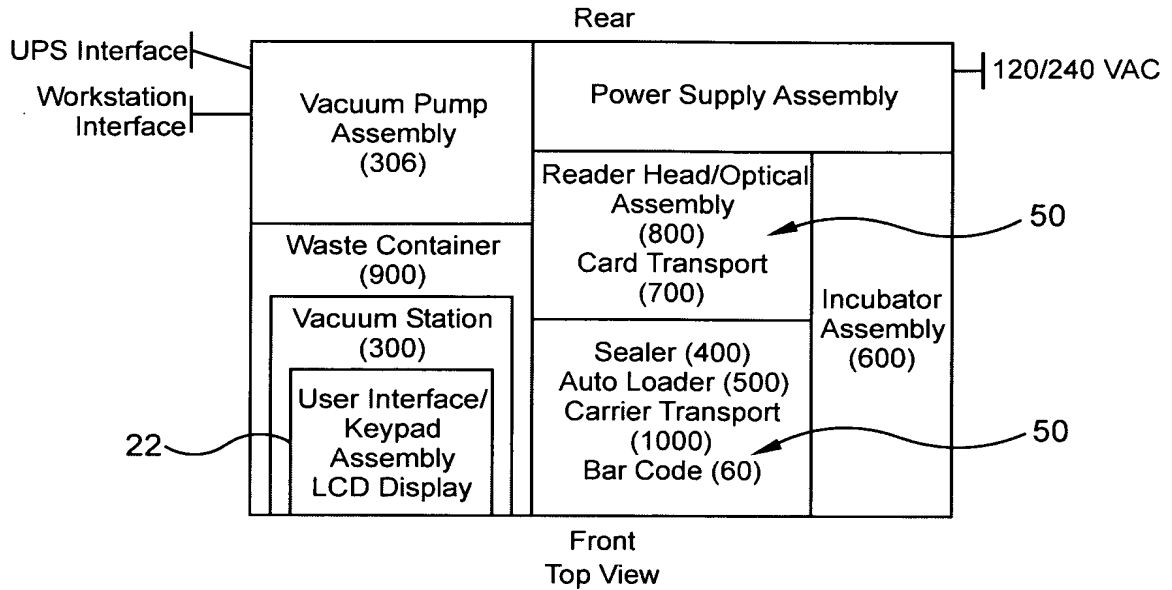 Rear
UPS Interface
Workstation
Interface
120/240 VAC
Vacuum Pump
Assembly
(306)
Power Supply Assembly
Reader Head/Optical
Assembly
(800)
Card Transport
(700)
50
Waste Container
(900)
Vacuum Station
(300)
User Interface/
Keypad
Assembly
LCD Display
22
Sealer (400)
Auto Loader (500)
Carrier Transport
(1000)
Bar Code (60)
50
Incubator
Assembly
(600)
Front
Top View